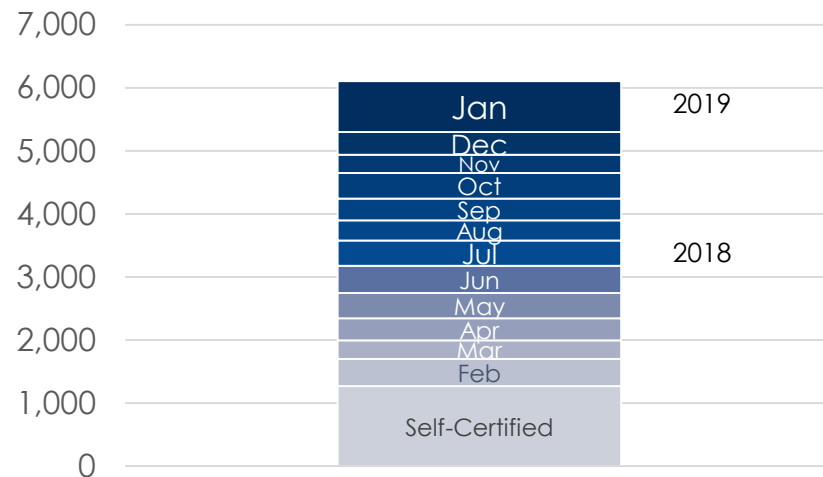 7,000
6,000
5,000
4,000
3,000
2,000
1,000
0
Jan
Dec
Nov
Oct
Sep
Aug
Jul
Jun
May
Apr
Mar
Feb
Self-Certified
2019
2018